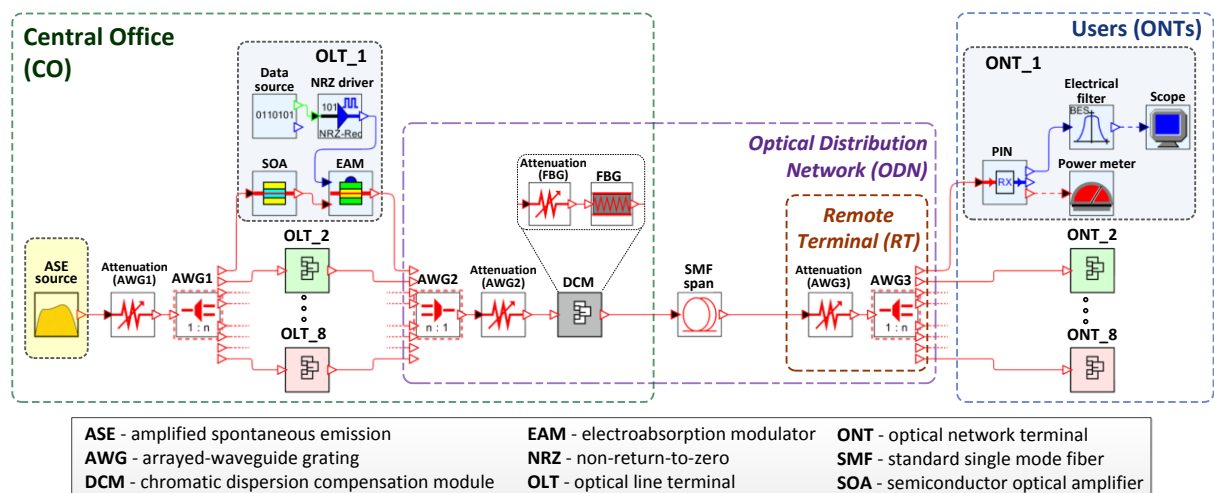 Central Office
(CO)
OLT_1
Data
source
0110101
NRZ driver
101
NRZ-Rec
SOA
EAM
ASE
source
Attenuation
(AWG1)
AWG1
1 : n
OLT_2
OLT_8
Optical Distribution
Network (ODN)
Attenuation
(FBG)
FBG
AWG2
n : 1
Attenuation
(AWG2)
DCM
SMF
span
Remote
Terminal (RT)
Attenuation
(AWG3)
AWG3
1 : n
Users (ONTs)
ONT_1
Electrical
filter
BES
Scope
PIN
RX
Power meter
ONT_2
ONT_8
ASE - amplified spontaneous emission
AWG - arrayed-waveguide grating
DCM - chromatic dispersion compensation module
EAM - electroabsorption modulator
NRZ - non-return-to-zero
OLT - optical line terminal
ONT - optical network terminal
SMF - standard single mode fiber
SOA - semiconductor optical amplifier